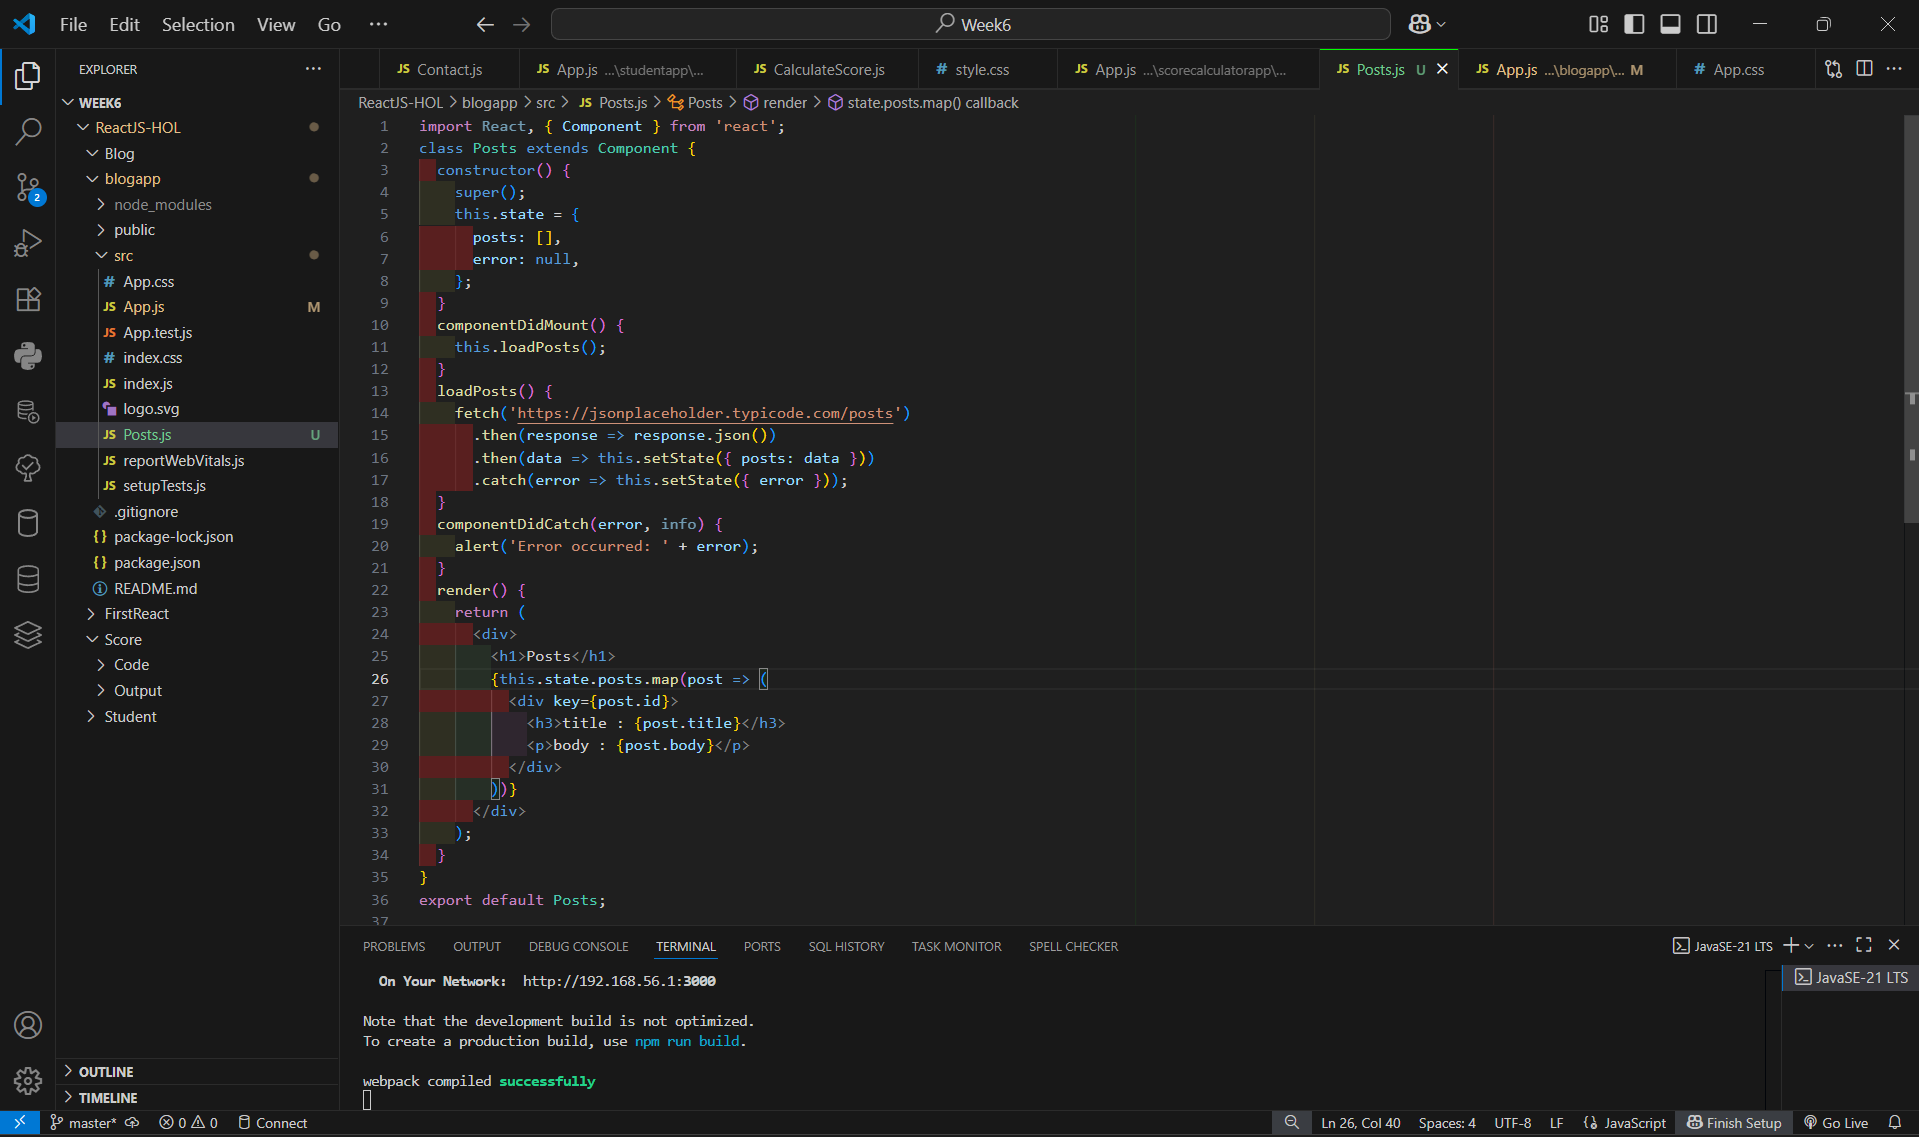 File Edit Selection View Go ···
Week6
EXPLORER ···
WEEK6
ReactJS-HOL
Blog
blogapp
node_modules
public
src
# App.css
JS App.js M
JS App.test.js
# index.css
JS index.js
logo.svg
JS Posts.js U
JS reportWebVitals.js
JS setupTests.js
.gitignore
{} package-lock.json
{} package.json
README.md
FirstReact
Score
Code
Output
Student
OUTLINE
TIMELINE
2
JS Contact.js
JS App.js ...\studentapp\...
JS CalculateScore.js
# style.css
JS App.js ...\scorecalculatorapp\...
JS Posts.js U
JS App.js ...\blogapp\... M
# App.css
ReactJS-HOL > blogapp > src > JS Posts.js > Posts > render > state.posts.map() callback
1 import React, { Component } from 'react';
2 class Posts extends Component {
3 constructor() {
4 super();
5 this.state = {
6 posts: [],
7 error: null,
8 };
9 }
10 componentDidMount() {
11 this.loadPosts();
12 }
13 loadPosts() {
14 fetch('https://jsonplaceholder.typicode.com/posts')
15 .then(response => response.json())
16 .then(data => this.setState({ posts: data }))
17 .catch(error => this.setState({ error }));
18 }
19 componentDidCatch(error, info) {
20 alert('Error occurred: ' + error);
21 }
22 render() {
23 return (
24 <div>
25 <h1>Posts</h1>
26 {this.state.posts.map(post => (
27 <div key={post.id}>
28 <h3>title : {post.title}</h3>
29 <p>body : {post.body}</p>
30 </div>
31 ))}
32 </div>
33 );
34 }
35 }
36 export default Posts;
37
PROBLEMS OUTPUT DEBUG CONSOLE TERMINAL PORTS SQL HISTORY TASK MONITOR SPELL CHECKER
JavaSE-21 LTS
On Your Network: http://192.168.56.1:3000
Note that the development build is not optimized.
To create a production build, use npm run build.
webpack compiled successfully
JavaSE-21 LTS
master* 0 0 Connect
Ln 26, Col 40 Spaces: 4 UTF-8 LF {} JavaScript Finish Setup Go Live